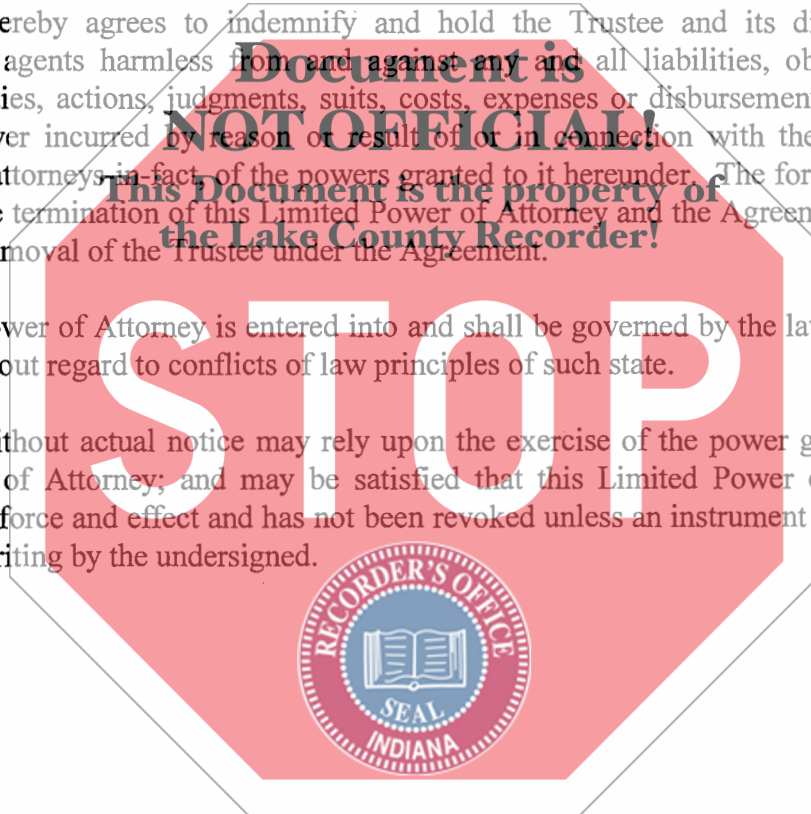 ereby agrees to indemnify and hold the Trustee and its di
agents harmless from and against any and all liabilities, ob
ies, actions, judgments, suits, costs, expenses or disbursemen
er incurred by reason or result of or in connection with the
ttorneys-in-fact, of the powers granted to it hereunder. The for
e termination of this Limited Power of Attorney and the Agreem
moval of the Trustee under the Agreement.
wer of Attorney is entered into and shall be governed by the la
out regard to conflicts of law principles of such state.
ithout actual notice may rely upon the exercise of the power g
of Attorney; and may be satisfied that this Limited Power
force and effect and has not been revoked unless an instrument
riting by the undersigned.
Document is
NOT OFFICIAL!
This Document is the property of
the Lake County Recorder!
STOP
RECORDER'S OFFICE
SEAL
INDIANA